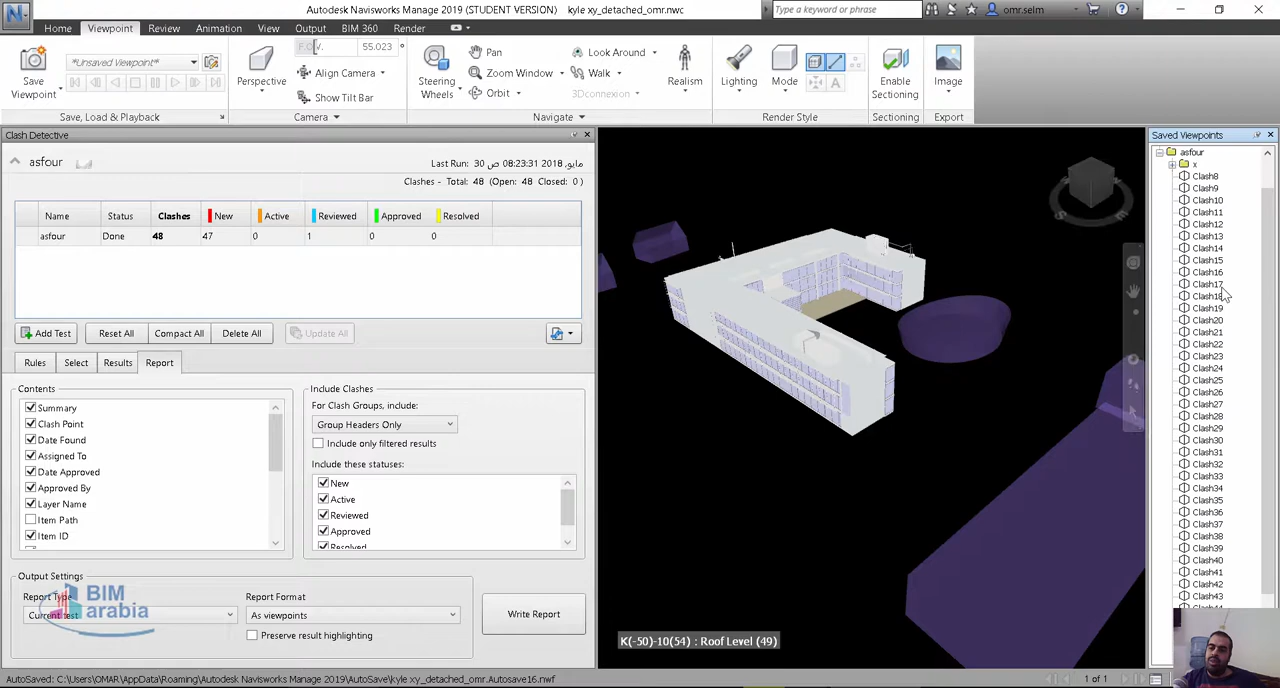 Autodesk Navisworks Manage 2019 (STUDENT VERSION) kyle xy_detached_omr.nwc
Type a keyword or phrase
omr.selm
Home Viewpoint Review Animation View Output BIM 360 Render
Save Viewpoint
*Unsaved Viewpoint*
Save, Load & Playback
Perspective
F.O.V. 55.023 °
Align Camera
Show Tilt Bar
Camera
Steering Wheels
Pan
Zoom Window
Orbit
Look Around
Walk
3Dconnexion
Navigate
Realism
Lighting
Mode
Render Style
Enable Sectioning
Sectioning
Image
Export
Clash Detective
asfour
Last Run: 08:23:31 2018 مايو, 30 ص
Clashes - Total: 48 (Open: 48 Closed: 0)
Name Status Clashes New Active Reviewed Approved Resolved
asfour Done 48 47 0 1 0 0
Add Test Reset All Compact All Delete All Update All
Rules Select Results Report
Contents
Summary
Clash Point
Date Found
Assigned To
Date Approved
Approved By
Layer Name
Item Path
Item ID
Include Clashes
For Clash Groups, include:
Group Headers Only
Include only filtered results
Include these statuses:
New
Active
Reviewed
Approved
Resolved
Output Settings
Report Type
Current test
BIM
arabia
Report Format
As viewpoints
Preserve result highlighting
Write Report
K(-50)-10(54) : Roof Level (49)
Saved Viewpoints
asfour
x
Clash8
Clash9
Clash10
Clash11
Clash12
Clash13
Clash14
Clash15
Clash16
Clash17
Clash18
Clash19
Clash20
Clash21
Clash22
Clash23
Clash24
Clash25
Clash26
Clash27
Clash28
Clash29
Clash30
Clash31
Clash32
Clash33
Clash34
Clash35
Clash36
Clash37
Clash38
Clash39
Clash40
Clash41
Clash42
Clash43
Clash44
AutoSaved: C:\Users\OMAR\AppData\Roaming\Autodesk Navisworks Manage 2019\AutoSave\kyle xy_detached_omr.Autosave16.nwf
1 of 1